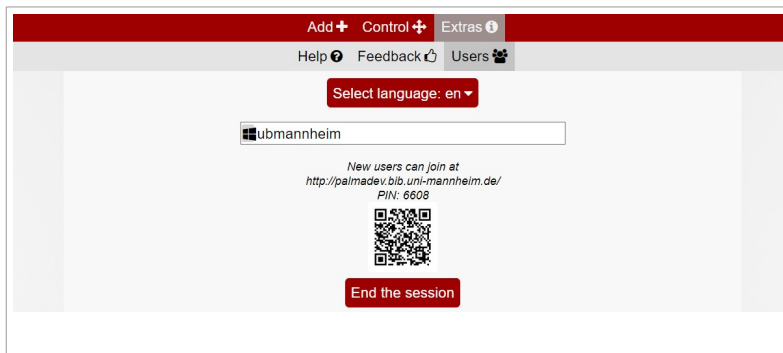 Add Control Extras
Help Feedback Users
Select language: en
ubmannheim
New users can join at
http://palmadev.bib.uni-mannheim.de/
PIN: 6608
End the session